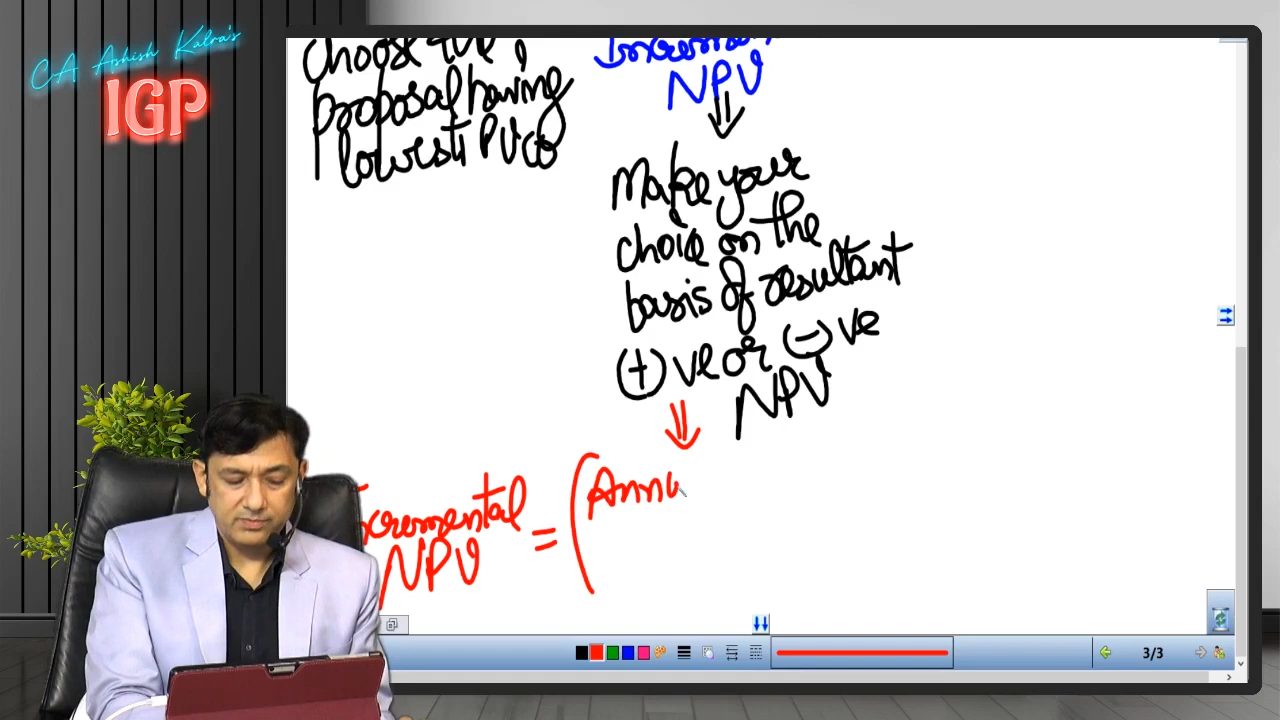 CA Ashish Kalra's
IGP
choose the
proposal having
lowest PVCO
NPV
⇓
Make your
choice on the
basis of resultant
(+)ve or (-)ve
NPV
⇓
Incremental
NPV = (Annu
3/3